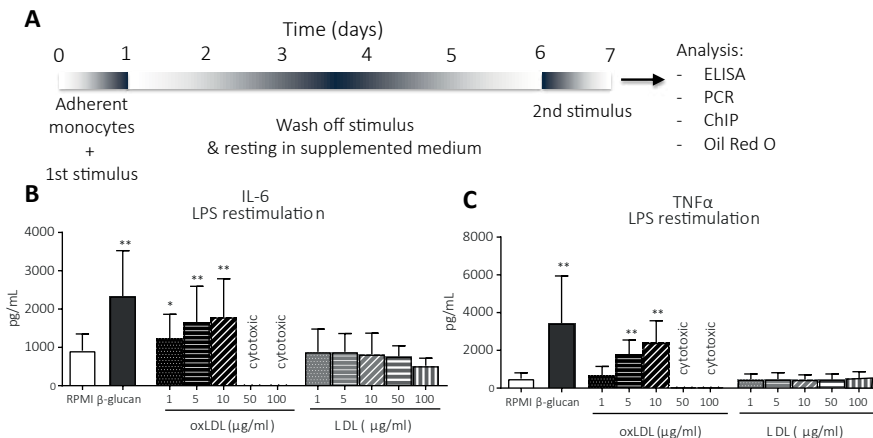 A
Time (days)
0 1 2 3 4 5 6 7
Adherent
monocytes
+
1st stimulus
Wash off stimulus
& resting in supplemented medium
2nd stimulus
Analysis:
- ELISA
- PCR
- ChIP
- Oil Red O
B
IL-6
LPS restimulation
pg/mL
4000
3000
2000
1000
0
** * ** **
cytotoxic cytotoxic
RPMI β-glucan 1 5 10 50 100 1 5 10 50 100
oxLDL (μg/ml) LDL ( μg/ml)
C
TNFα
LPS restimulation
pg/mL
8000
6000
4000
2000
0
** ** **
cytotoxic cytotoxic
RPMI β-glucan 1 5 10 50 100 1 5 10 50 100
oxLDL (μg/ml) LDL ( μg/ml)